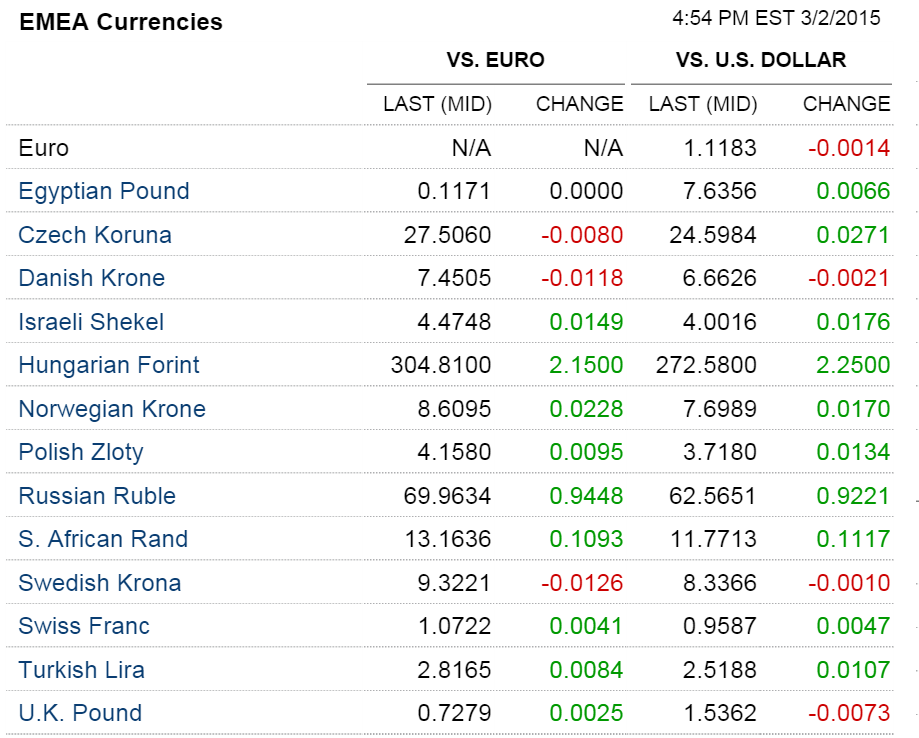 EMEA Currencies 4:54 PM EST 3/2/2015
VS. EURO VS. U.S. DOLLAR
LAST (MID) CHANGE LAST (MID) CHANGE
Euro N/A N/A 1.1183 -0.0014
Egyptian Pound 0.1171 0.0000 7.6356 0.0066
Czech Koruna 27.5060 -0.0080 24.5984 0.0271
Danish Krone 7.4505 -0.0118 6.6626 -0.0021
Israeli Shekel 4.4748 0.0149 4.0016 0.0176
Hungarian Forint 304.8100 2.1500 272.5800 2.2500
Norwegian Krone 8.6095 0.0228 7.6989 0.0170
Polish Zloty 4.1580 0.0095 3.7180 0.0134
Russian Ruble 69.9634 0.9448 62.5651 0.9221
S. African Rand 13.1636 0.1093 11.7713 0.1117
Swedish Krona 9.3221 -0.0126 8.3366 -0.0010
Swiss Franc 1.0722 0.0041 0.9587 0.0047
Turkish Lira 2.8165 0.0084 2.5188 0.0107
U.K. Pound 0.7279 0.0025 1.5362 -0.0073